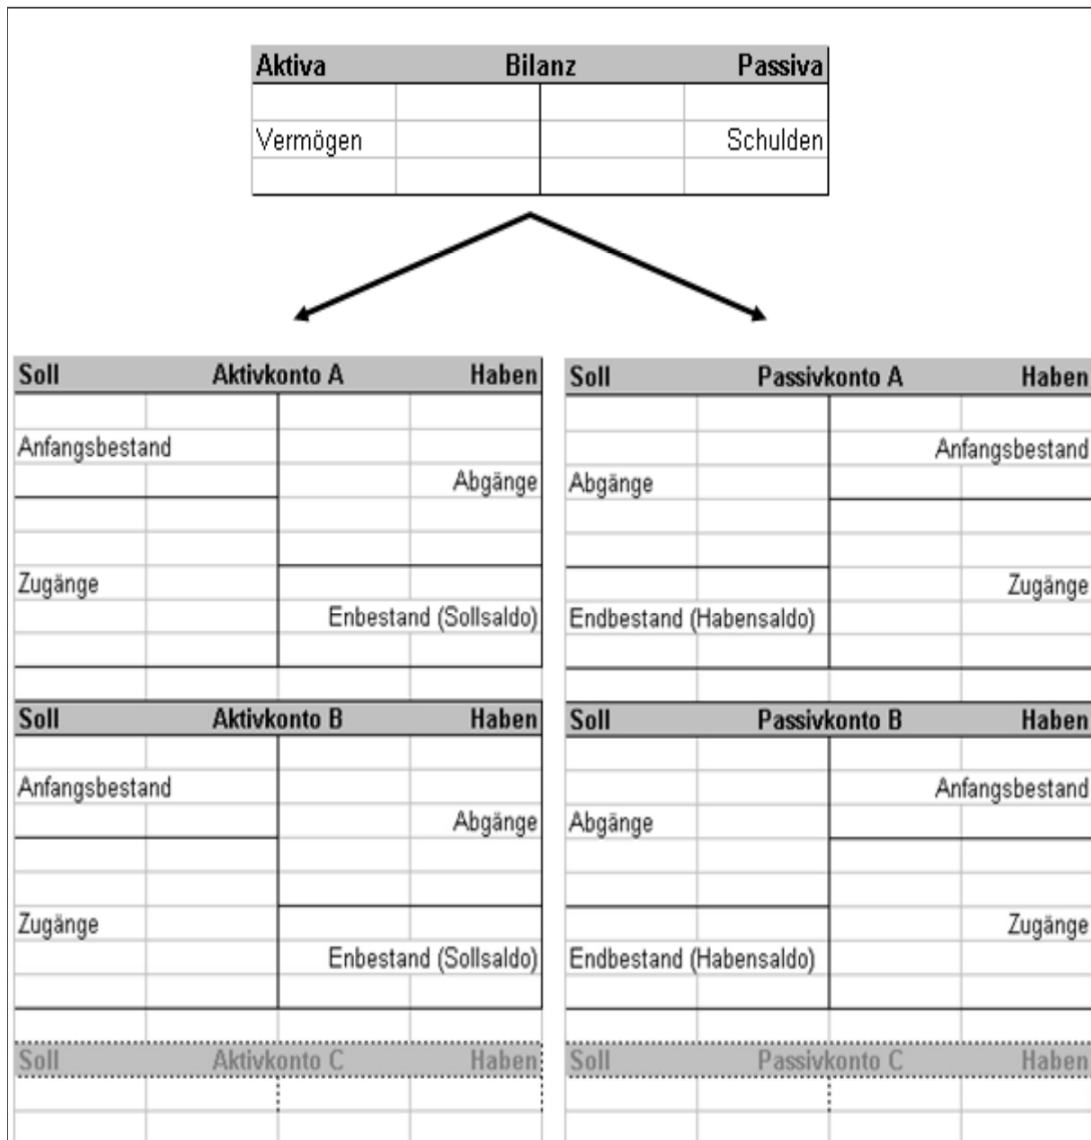 Aktiva Bilanz Passiva
Vermögen Schulden
Soll Aktivkonto A Haben
Anfangsbestand
Abgänge
Zugänge
Enbestand (Sollsaldo)
Soll Passivkonto A Haben
Anfangsbestand
Abgänge
Zugänge
Endbestand (Habensaldo)
Soll Aktivkonto B Haben
Anfangsbestand
Abgänge
Zugänge
Enbestand (Sollsaldo)
Soll Passivkonto B Haben
Anfangsbestand
Abgänge
Zugänge
Endbestand (Habensaldo)
Soll Aktivkonto C Haben
Soll Passivkonto C Haben